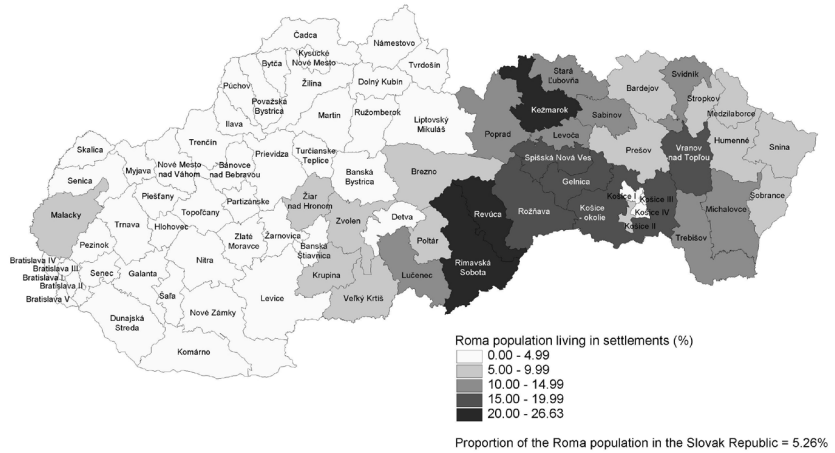 Čadca
Námestovo
Kysucké
Nové Mesto
Tvrdošín
Bytča
Púchov
Žilina
Dolný Kubín
Považská
Bystrica
Ilava
Martin
Ružomberok
Liptovský
Mikuláš
Trenčín
Skalica
Senica
Myjava
Nové Mesto
nad Váhom
Bánovce
nad Bebravou
Prievidza
Turčianske
Teplice
Banská
Bystrica
Brezno
Malacky
Piešťany
Partizánske
Topoľčany
Žiar
nad Hronom
Zvolen
Detva
Trnava
Hlohovec
Zlaté
Moravce
Žarnovica
Banská
Štiavnica
Poltár
Pezinok
Bratislava IV
Bratislava III
Bratislava I
Bratislava II
Bratislava V
Senec
Galanta
Nitra
Krupina
Lučenec
Šaľa
Levice
Veľký Krtíš
Dunajská
Streda
Nové Zámky
Komárno
Stará
Ľubovňa
Kežmarok
Poprad
Levoča
Sabinov
Bardejov
Svidník
Stropkov
Medzilaborce
Humenné
Snina
Prešov
Vranov
nad Topľou
Spišská Nová Ves
Gelnica
Revúca
Rožňava
Košice
- okolie
Košice I
Košice III
Košice IV
Košice II
Sobrance
Michalovce
Trebišov
Rimavská
Sobota
Roma population living in settlements (%)
0.00 - 4.99
5.00 - 9.99
10.00 - 14.99
15.00 - 19.99
20.00 - 26.63
Proportion of the Roma population in the Slovak Republic = 5.26%